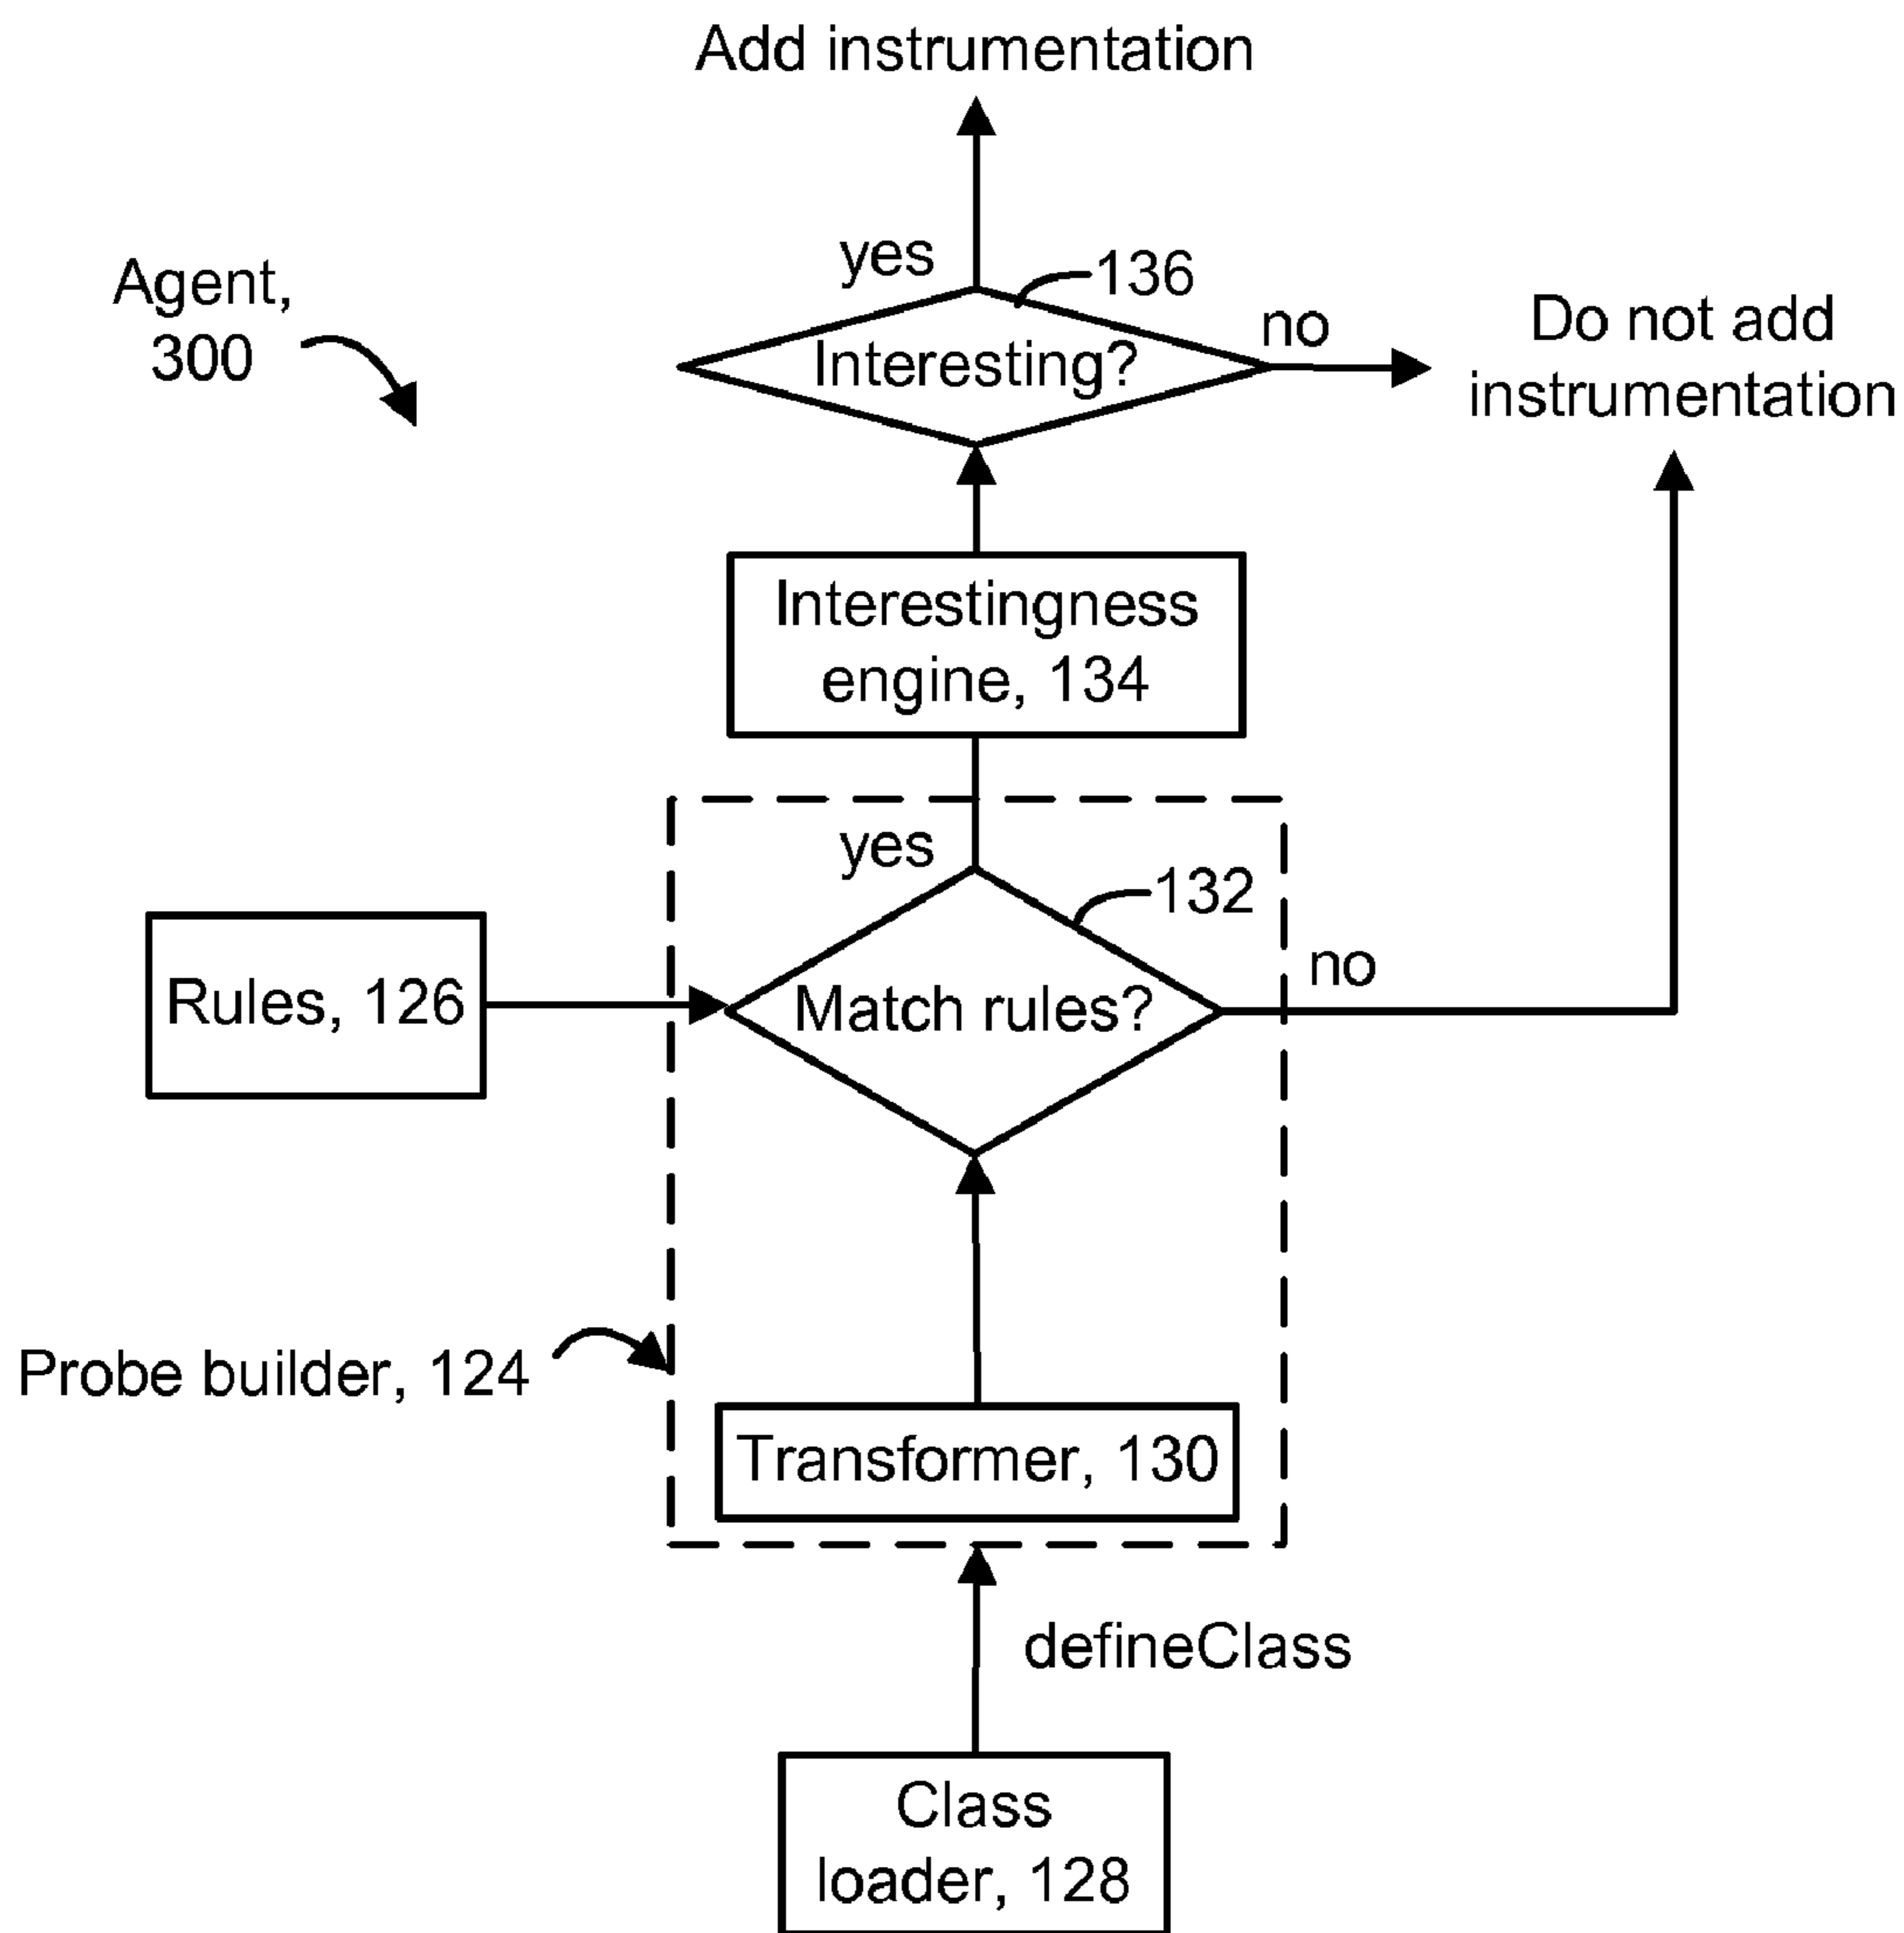 Add instrumentation
yes
136
Agent,
300
Interesting?
no
Do not add
instrumentation
Interestingness
engine, 134
yes
132
Rules, 126
Match rules?
no
Probe builder, 124
Transformer, 130
defineClass
Class
loader, 128